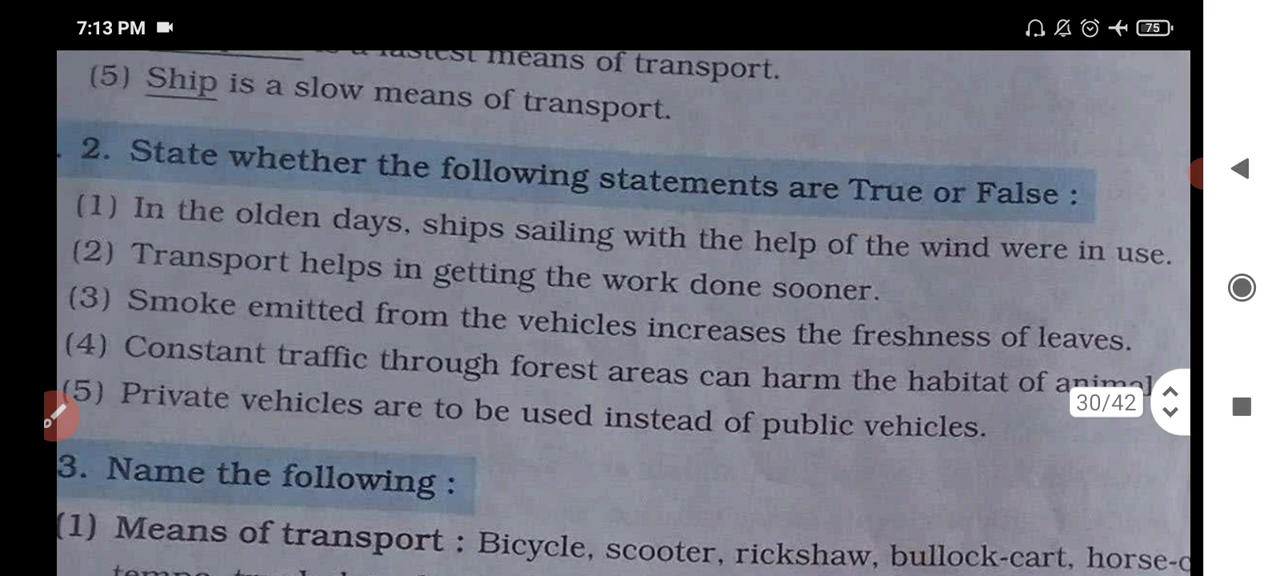 7:13 PM
75
means of transport.
(5) Ship is a slow means of transport.
2. State whether the following statements are True or False :
(1) In the olden days, ships sailing with the help of the wind were in use.
(2) Transport helps in getting the work done sooner.
(3) Smoke emitted from the vehicles increases the freshness of leaves.
(4) Constant traffic through forest areas can harm the habitat of
30/42
(5) Private vehicles are to be used instead of public vehicles.
3. Name the following :
(1) Means of transport : Bicycle, scooter, rickshaw, bullock-cart,